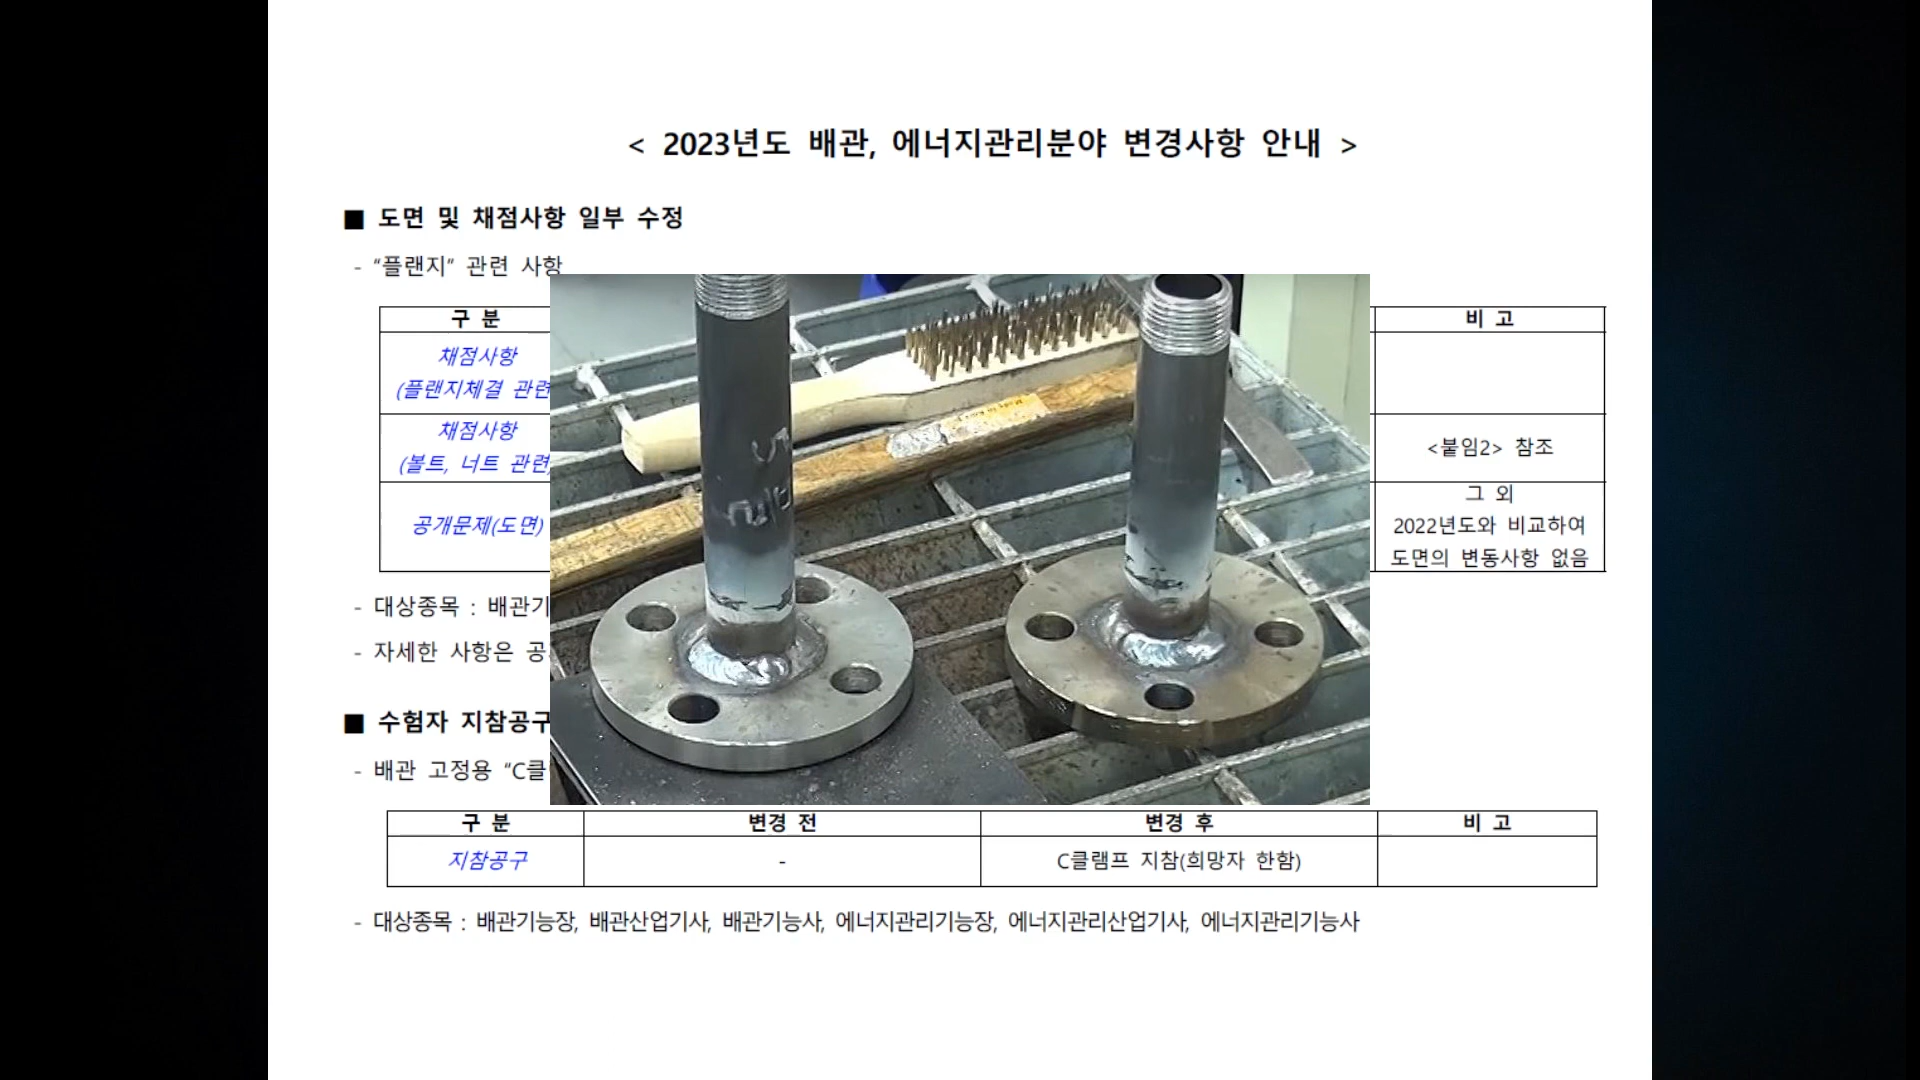 < 2023년도 배관, 에너지관리분야 변경사항 안내 >
■ 도면 및 채점사항 일부 수정
- “플랜지” 관련 사항
구 분 비 고
채점사항
(플랜지체결 관련
채점사항
(볼트, 너트 관련)
<붙임2> 참조
공개문제(도면)
그 외
2022년도와 비교하여
도면의 변동사항 없음
- 대상종목 : 배관기
- 자세한 사항은 공
■ 수험자 지참공구
- 배관 고정용 “C클
구 분 변경 전 변경 후 비 고
지참공구 - C클램프 지참(희망자 한함)
- 대상종목 : 배관기능장, 배관산업기사, 배관기능사, 에너지관리기능장, 에너지관리산업기사, 에너지관리기능사